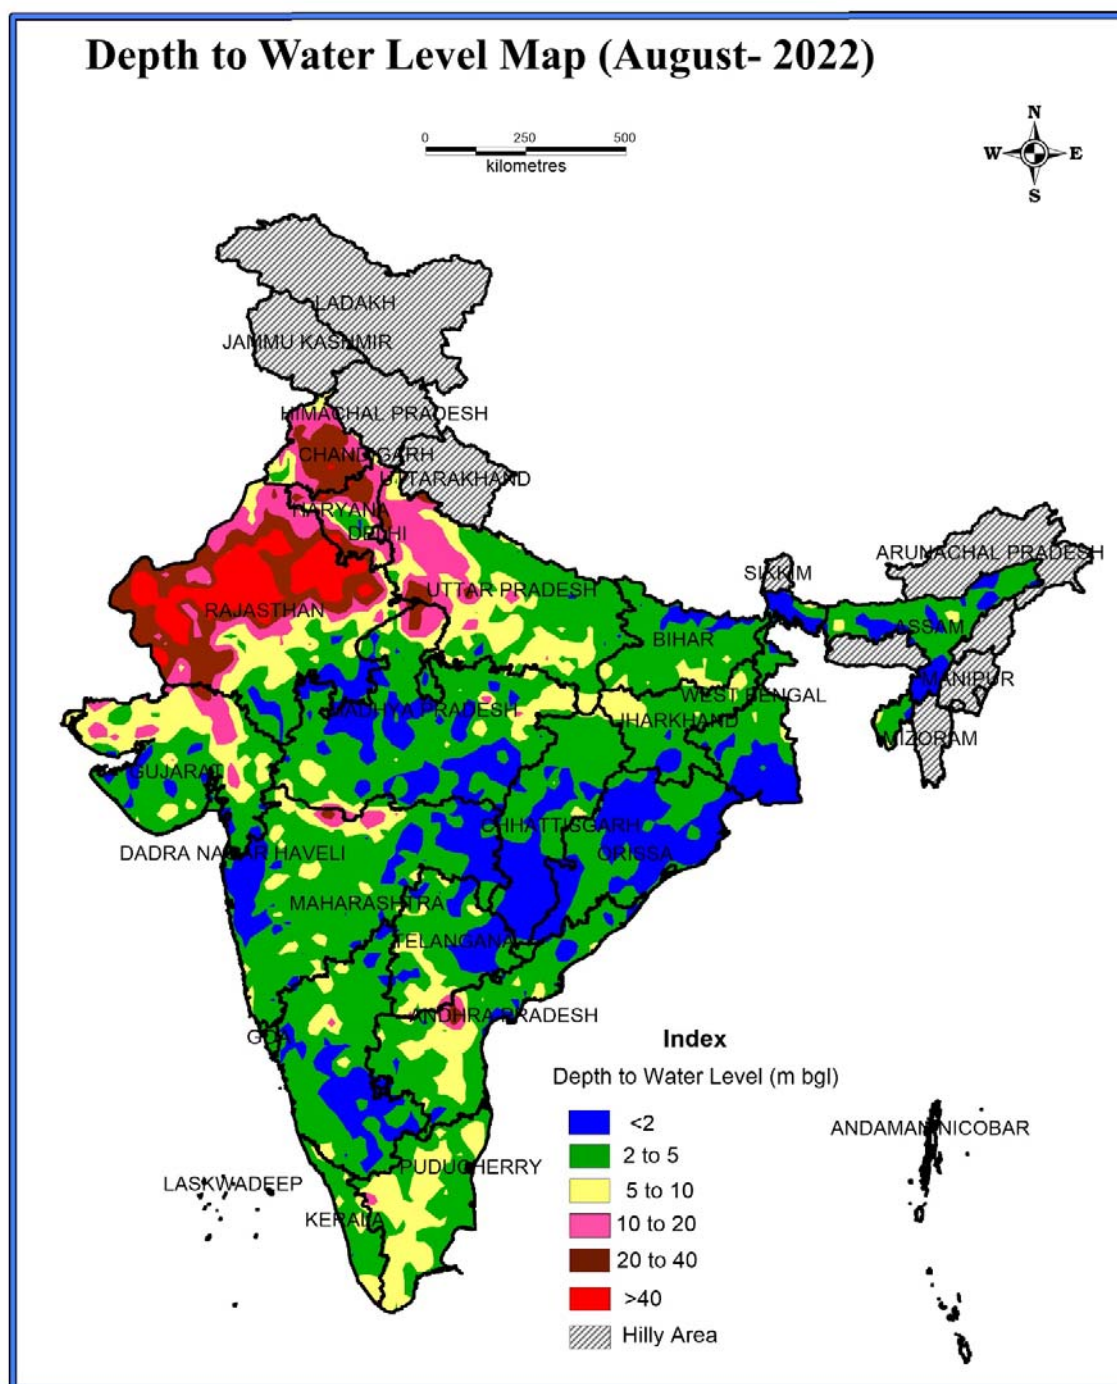 Depth to Water Level Map (August- 2022)
0 250 500
kilometres
N
W E
S
LADAKH
JAMMU KASHMIR
HIMACHAL PRADESH
CHANDIGARH
UTTARAKHAND
HARYANA
DELHI
ARUNACHAL PRADESH
SIKKIM
UTTAR PRADESH
RAJASTHAN
ASSAM
BIHAR
MANIPUR
WEST BENGAL
MADHYA PRADESH
JHARKHAND
MIZORAM
GUJARAT
CHHATTISGARH
DADRA NAGAR HAVELI
ORISSA
MAHARASHTRA
TELANGANA
ANDHRA PRADESH
GOA
Index
Depth to Water Level (m bgl)
<2
2 to 5
5 to 10
10 to 20
20 to 40
>40
Hilly Area
ANDAMAN NICOBAR
PUDUCHERRY
LASKWADEEP
KERALA